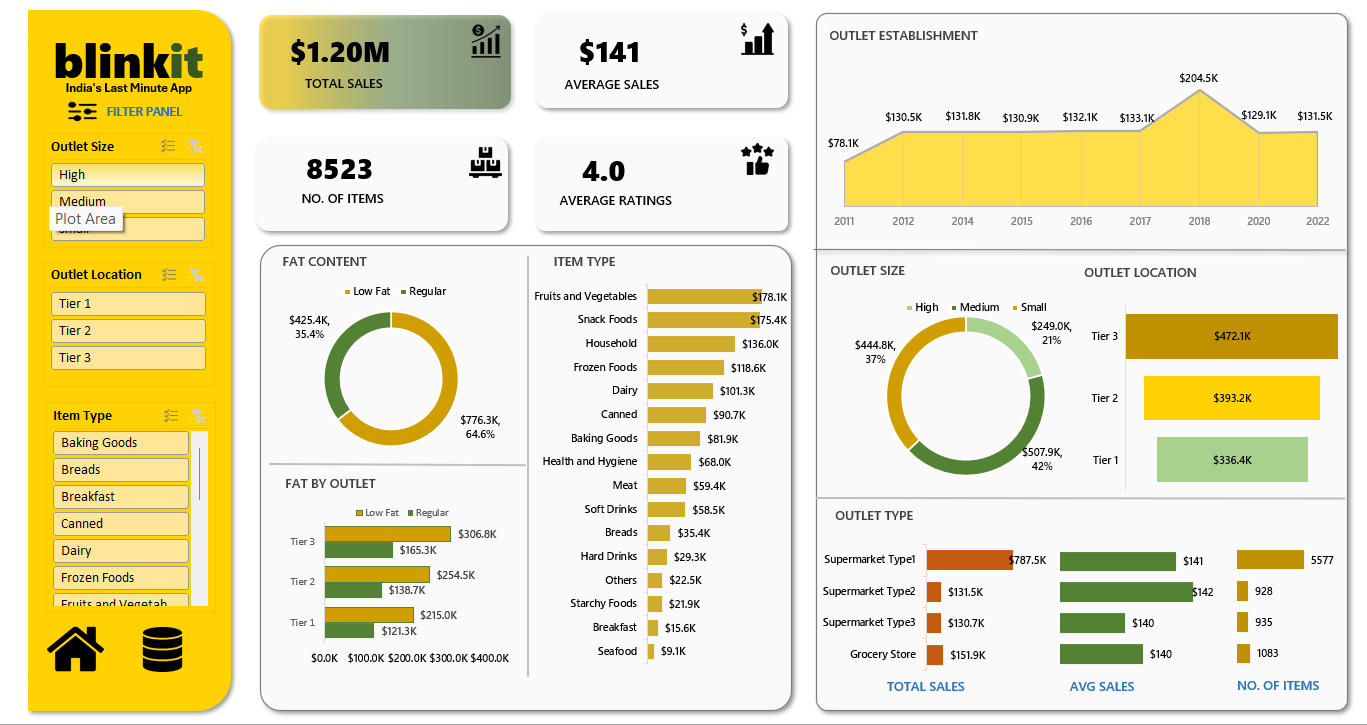 blinkit
India's Last Minute App
FILTER PANEL
Outlet Size
High
Medium
Plot Area
Outlet Location
Tier 1
Tier 2
Tier 3
Item Type
Baking Goods
Breads
Breakfast
Canned
Dairy
Frozen Foods
Fruits and Vegetab
$1.20M
TOTAL SALES
$141
AVERAGE SALES
8523
NO. OF ITEMS
4.0
AVERAGE RATINGS
FAT CONTENT
Low Fat Regular
$425.4K,
35.4%
$776.3K,
64.6%
FAT BY OUTLET
Low Fat Regular
Tier 3 $306.8K
$165.3K
Tier 2 $254.5K
$138.7K
Tier 1 $215.0K
$121.3K
$0.0K $100.0K $200.0K $300.0K $400.0K
ITEM TYPE
Fruits and Vegetables $178.1K
Snack Foods $175.4K
Household $136.0K
Frozen Foods $118.6K
Dairy $101.3K
Canned $90.7K
Baking Goods $81.9K
Health and Hygiene $68.0K
Meat $59.4K
Soft Drinks $58.5K
Breads $35.4K
Hard Drinks $29.3K
Others $22.5K
Starchy Foods $21.9K
Breakfast $15.6K
Seafood $9.1K
OUTLET ESTABLISHMENT
$78.1K $130.5K $131.8K $130.9K $132.1K $133.1K $204.5K $129.1K $131.5K
2011 2012 2014 2015 2016 2017 2018 2020 2022
OUTLET SIZE
High Medium Small
$249.0K,
21%
$444.8K,
37%
$507.9K,
42%
OUTLET LOCATION
Tier 3 $472.1K
Tier 2 $393.2K
Tier 1 $336.4K
OUTLET TYPE
Supermarket Type1 $787.5K $141 5577
Supermarket Type2 $131.5K $142 928
Supermarket Type3 $130.7K $140 935
Grocery Store $151.9K $140 1083
TOTAL SALES AVG SALES NO. OF ITEMS